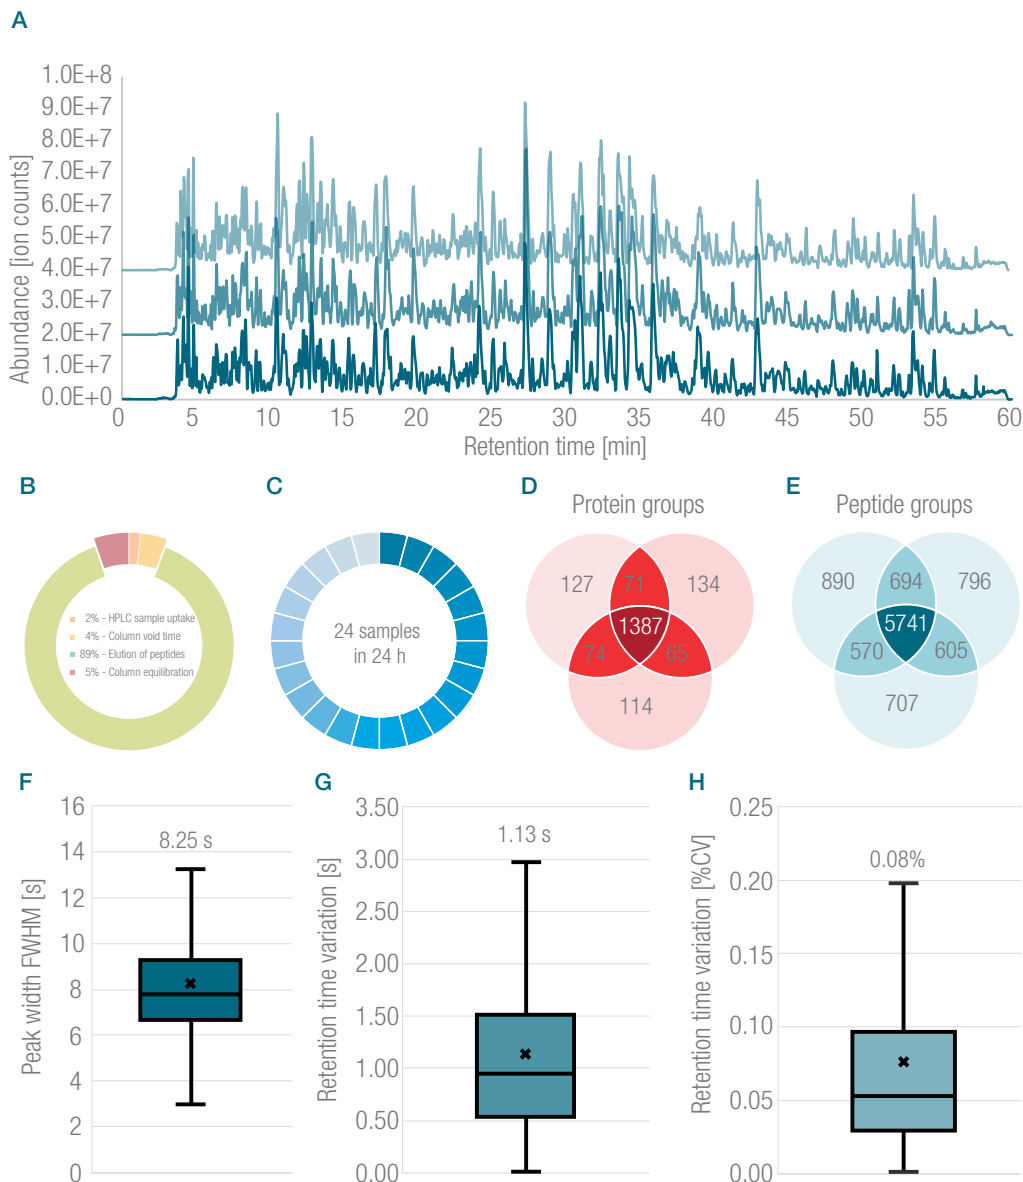 A
Abundance [ion counts]
1.0E+8
9.0E+7
8.0E+7
7.0E+7
6.0E+7
5.0E+7
4.0E+7
3.0E+7
2.0E+7
1.0E+7
0.0E+0
0 5 10 15 20 25 30 35 40 45 50 55 60
Retention time [min]
B
2% - HPLC sample uptake
4% - Column void time
89% - Elution of peptides
5% - Column equilibration
C
24 samples
in 24 h
D
Protein groups
127 71 134
1387
74 65
114
E
Peptide groups
890 694 796
5741
570 605
707
F
Peak width FWHM [s]
16
14
12
10
8
6
4
2
0
8.25 s
G
Retention time variation [s]
3.50
3.00
2.50
2.00
1.50
1.00
0.50
0.00
1.13 s
H
Retention time variation [%CV]
0.25
0.20
0.15
0.10
0.05
0.00
0.08%